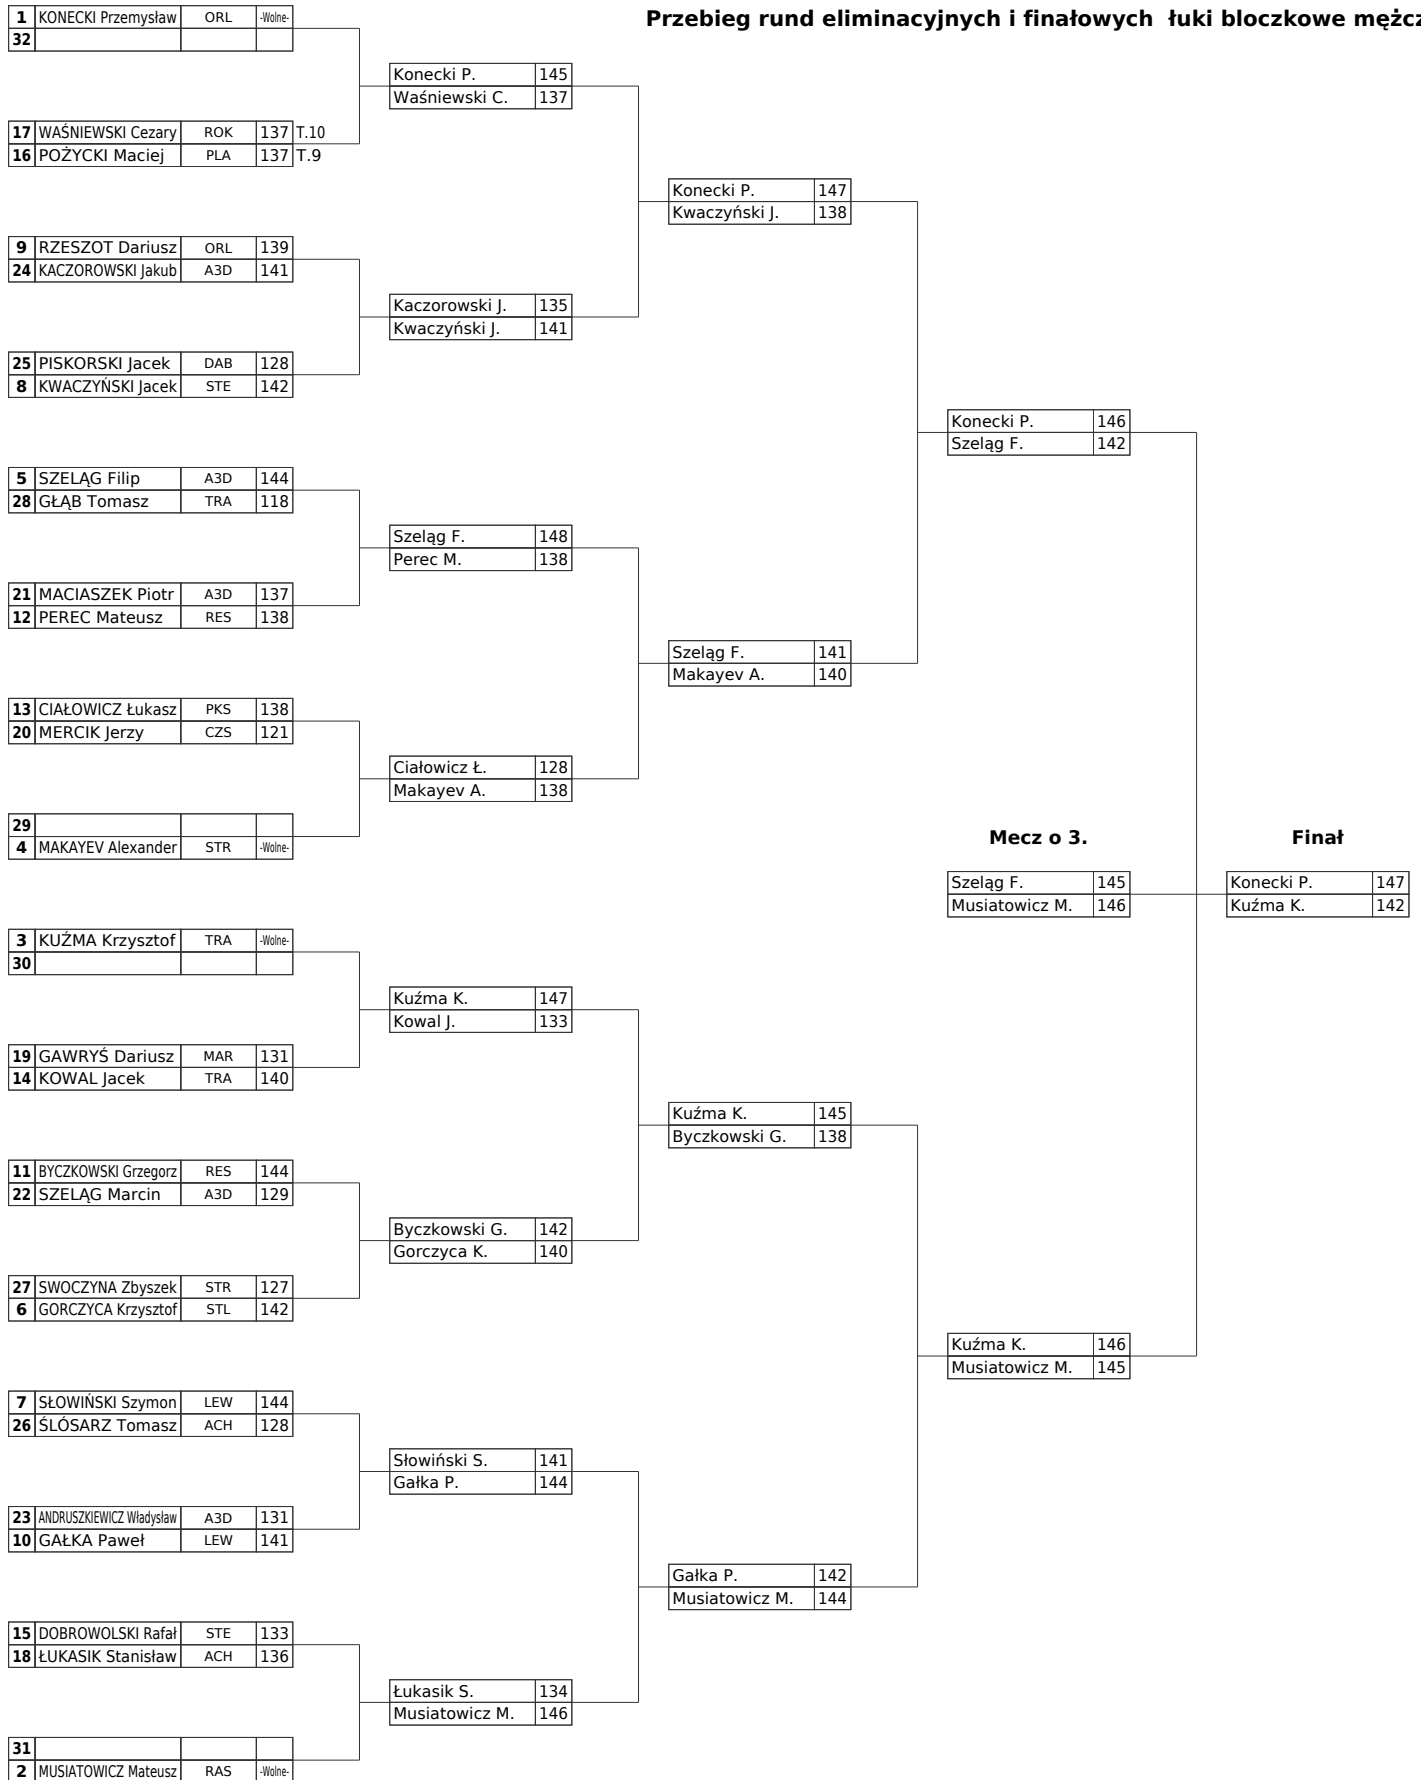 Przebieg rund eliminacyjnych i finałowych łuki bloczkowe mężcz
1 KONECKI Przemysław ORL -Wolne-
32
Konecki P. 145
Waśniewski C. 137
17 WAŚNIEWSKI Cezary ROK 137 T.10
16 POŻYCKI Maciej PLA 137 T.9
Konecki P. 147
Kwaczyński J. 138
9 RZESZOT Dariusz ORL 139
24 KACZOROWSKI Jakub A3D 141
Kaczorowski J. 135
Kwaczyński J. 141
25 PISKORSKI Jacek DAB 128
8 KWACZYŃSKI Jacek STE 142
Konecki P. 146
Szeląg F. 142
5 SZELĄG Filip A3D 144
28 GŁĄB Tomasz TRA 118
Szeląg F. 148
Perec M. 138
21 MACIASZEK Piotr A3D 137
12 PEREC Mateusz RES 138
Szeląg F. 141
Makayev A. 140
13 CIAŁOWICZ Łukasz PKS 138
20 MERCIK Jerzy CZS 121
Ciałowicz Ł. 128
Makayev A. 138
29
4 MAKAYEV Alexander STR -Wolne-
Mecz o 3. Finał
Szeląg F. 145 Konecki P. 147
Musiatowicz M. 146 Kuźma K. 142
3 KUŹMA Krzysztof TRA -Wolne-
30
Kuźma K. 147
Kowal J. 133
19 GAWRYŚ Dariusz MAR 131
14 KOWAL Jacek TRA 140
Kuźma K. 145
Byczkowski G. 138
11 BYCZKOWSKI Grzegorz RES 144
22 SZELĄG Marcin A3D 129
Byczkowski G. 142
Gorczyca K. 140
27 SWOCZYNA Zbyszek STR 127
6 GORCZYCA Krzysztof STL 142
Kuźma K. 146
Musiatowicz M. 145
7 SŁOWIŃSKI Szymon LEW 144
26 ŚLÓSARZ Tomasz ACH 128
Słowiński S. 141
Gałka P. 144
23 ANDRUSZKIEWICZ Władysław A3D 131
10 GAŁKA Paweł LEW 141
Gałka P. 142
Musiatowicz M. 144
15 DOBROWOLSKI Rafał STE 133
18 ŁUKASIK Stanisław ACH 136
Łukasik S. 134
Musiatowicz M. 146
31
2 MUSIATOWICZ Mateusz RAS -Wolne-